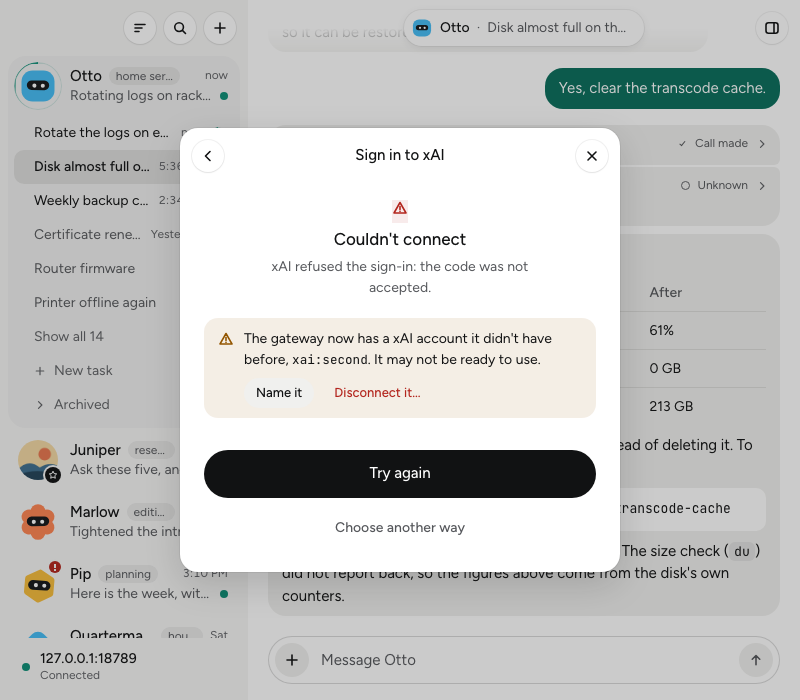 so it can be restor
Otto · Disk almost full on th...
Otto home ser... now
Rotating logs on rack...
Yes, clear the transcode cache.
Rotate the logs on e...
Disk almost full o... 5:36
Weekly backup c... 2:34
Certificate rene... Yeste
Router firmware
Printer offline again
Show all 14
New task
Archived
Call made
Unknown
Sign in to xAI
Couldn't connect
xAI refused the sign-in: the code was not
accepted.
The gateway now has a xAI account it didn't have
before, xai:second. It may not be ready to use.
Name it Disconnect it...
Try again
Choose another way
After
61%
0 GB
213 GB
ead of deleting it. To
transcode-cache
The size check (du)
did not report back, so the figures above come from the disk's own
counters.
Juniper rese...
Ask these five, an
Marlow editi...
Tightened the intr
Pip planning 3:10 PM
Here is the week, wit...
Quarterma hou... Sat
127.0.0.1:18789
Connected
Message Otto